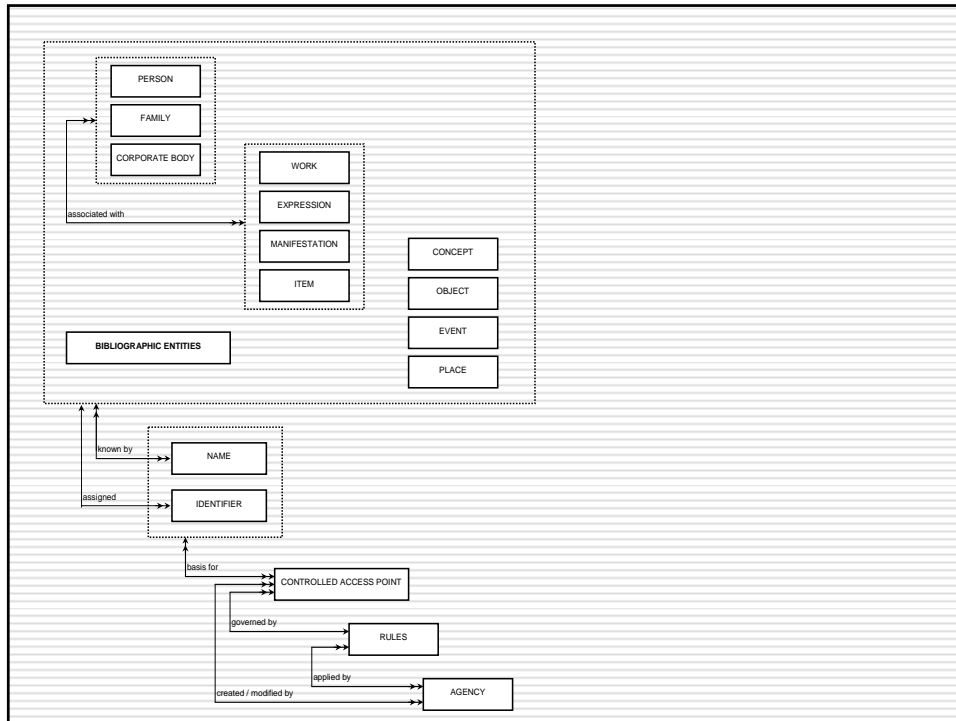 PERSON
FAMILY
CORPORATE BODY
WORK
associated with
EXPRESSION
MANIFESTATION
CONCEPT
ITEM
OBJECT
EVENT
BIBLIOGRAPHIC ENTITIES
PLACE
known by
NAME
assigned
IDENTIFIER
basis for
CONTROLLED ACCESS POINT
governed by
RULES
applied by
created / modified by
AGENCY